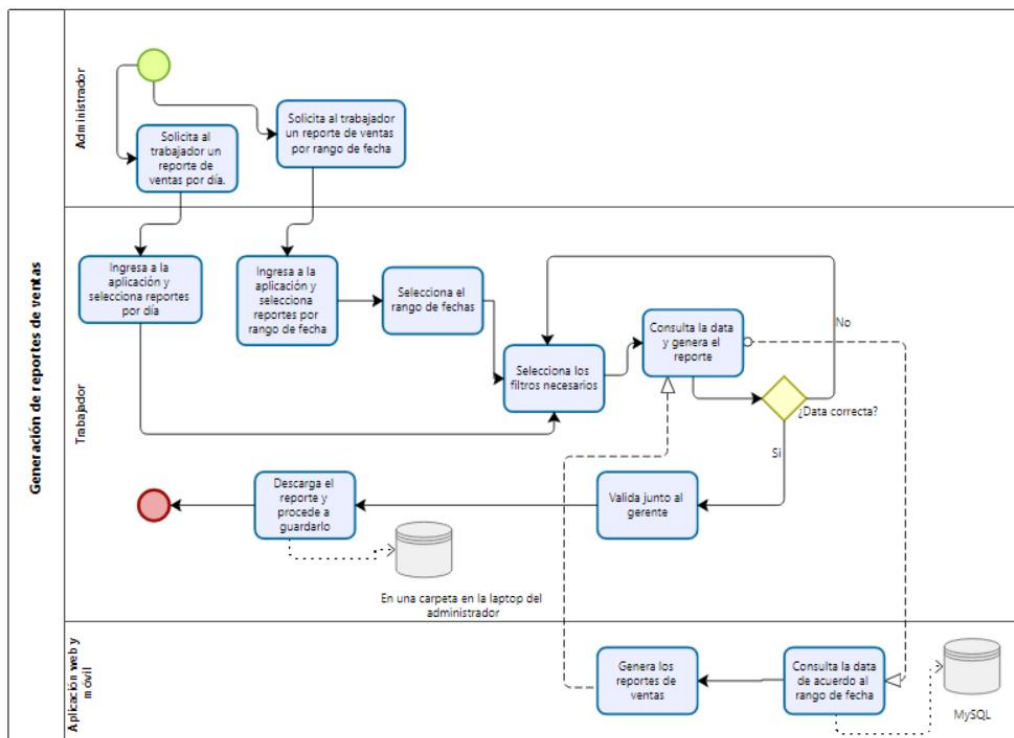 Generación de reportes de ventas
Administrador
Solicita al
trabajador un
reporte de
ventas por día.
Solicita al trabajador
un reporte de ventas
por rango de fecha
Trabajador
Ingresa a la
aplicación y
selecciona reportes
por día
Ingresa a la
aplicación y
selecciona
reportes por
rango de fecha
Selecciona el
rango de fechas
Selecciona los
filtros necesarios
Consulta la data
y genera el
reporte
No
¿Data correcta?
Si
Valida junto al
gerente
Descarga el
reporte y
procede a
guardarlo
En una carpeta en la laptop del
administrador
Aplicación web y
móvil
Genera los
reportes de
ventas
Consulta la data
de acuerdo al
rango de fecha
MySQL